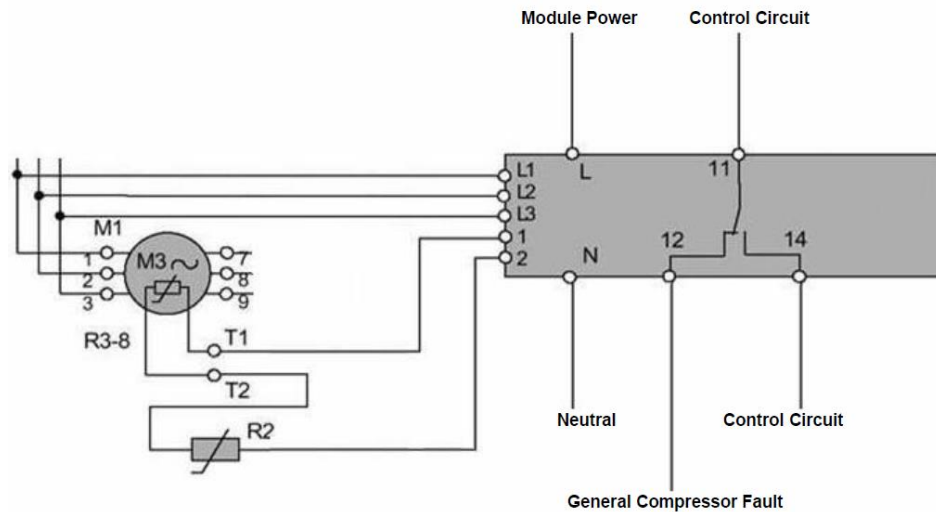 Module Power
Control Circuit
L1
L
11
L2
L3
M1
1
12
14
M3
7
1
2
N
2
8
3
9
R3-8
T1
T2
Neutral
Control Circuit
R2
General Compressor Fault